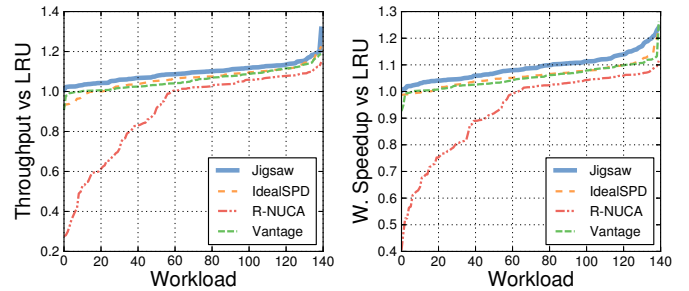 Throughput vs LRU
1.4
1.2
1.0
0.8
0.6
0.4
0.2
0 20 40 60 80 100 120 140
Workload
Jigsaw
IdealSPD
R-NUCA
Vantage
W. Speedup vs LRU
1.3
1.2
1.1
1.0
0.9
0.8
0.7
0.6
0.5
0.4
0 20 40 60 80 100 120 140
Workload
Jigsaw
IdealSPD
R-NUCA
Vantage